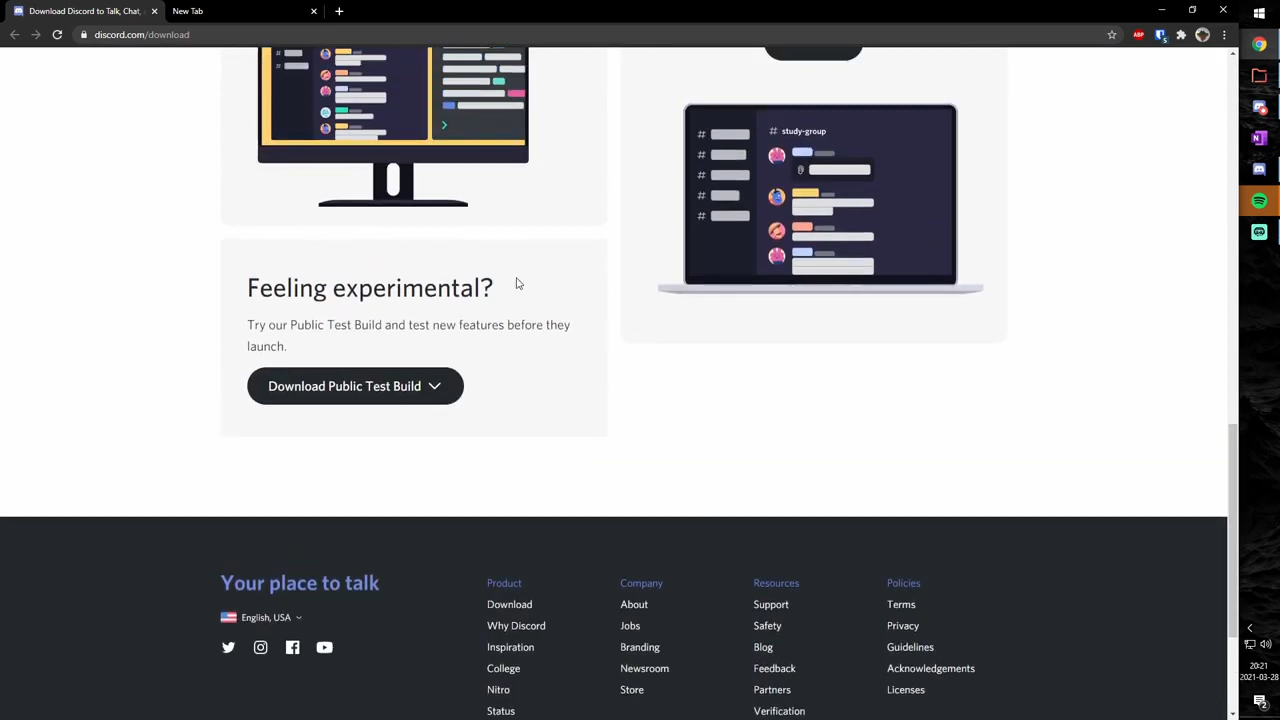 Download Discord to Talk, Chat,
New Tab
discord.com/download
ABP
# study-group
Feeling experimental?
Try our Public Test Build and test new features before they
launch.
Download Public Test Build
Your place to talk
English, USA
Product
Download
Why Discord
Inspiration
College
Nitro
Status
Company
About
Jobs
Branding
Newsroom
Store
Resources
Support
Safety
Blog
Feedback
Partners
Verification
Policies
Terms
Privacy
Guidelines
Acknowledgements
Licenses
20:21
2021-03-28
2